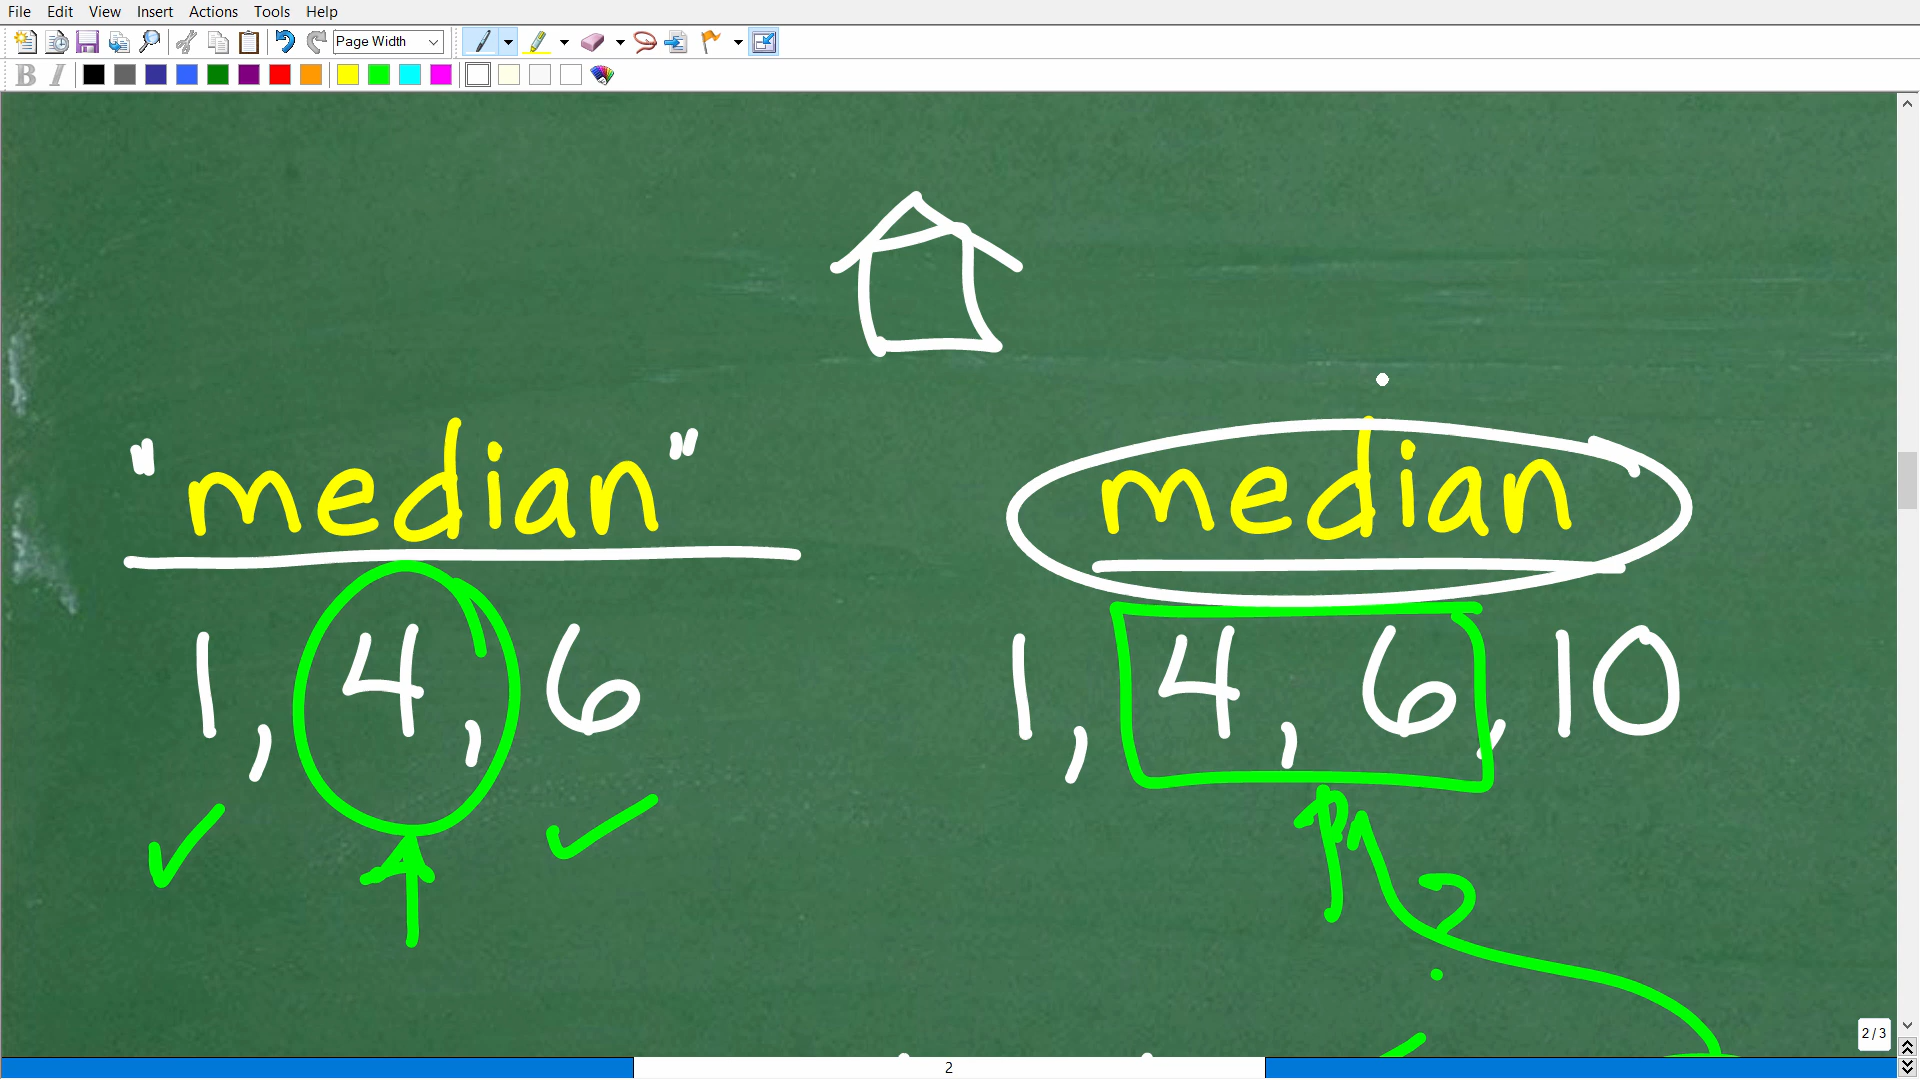 File Edit View Insert Actions Tools Help
Page Width
B I
"median" median
1, 4, 6 1, 4, 6, 10
?
2 / 3
2